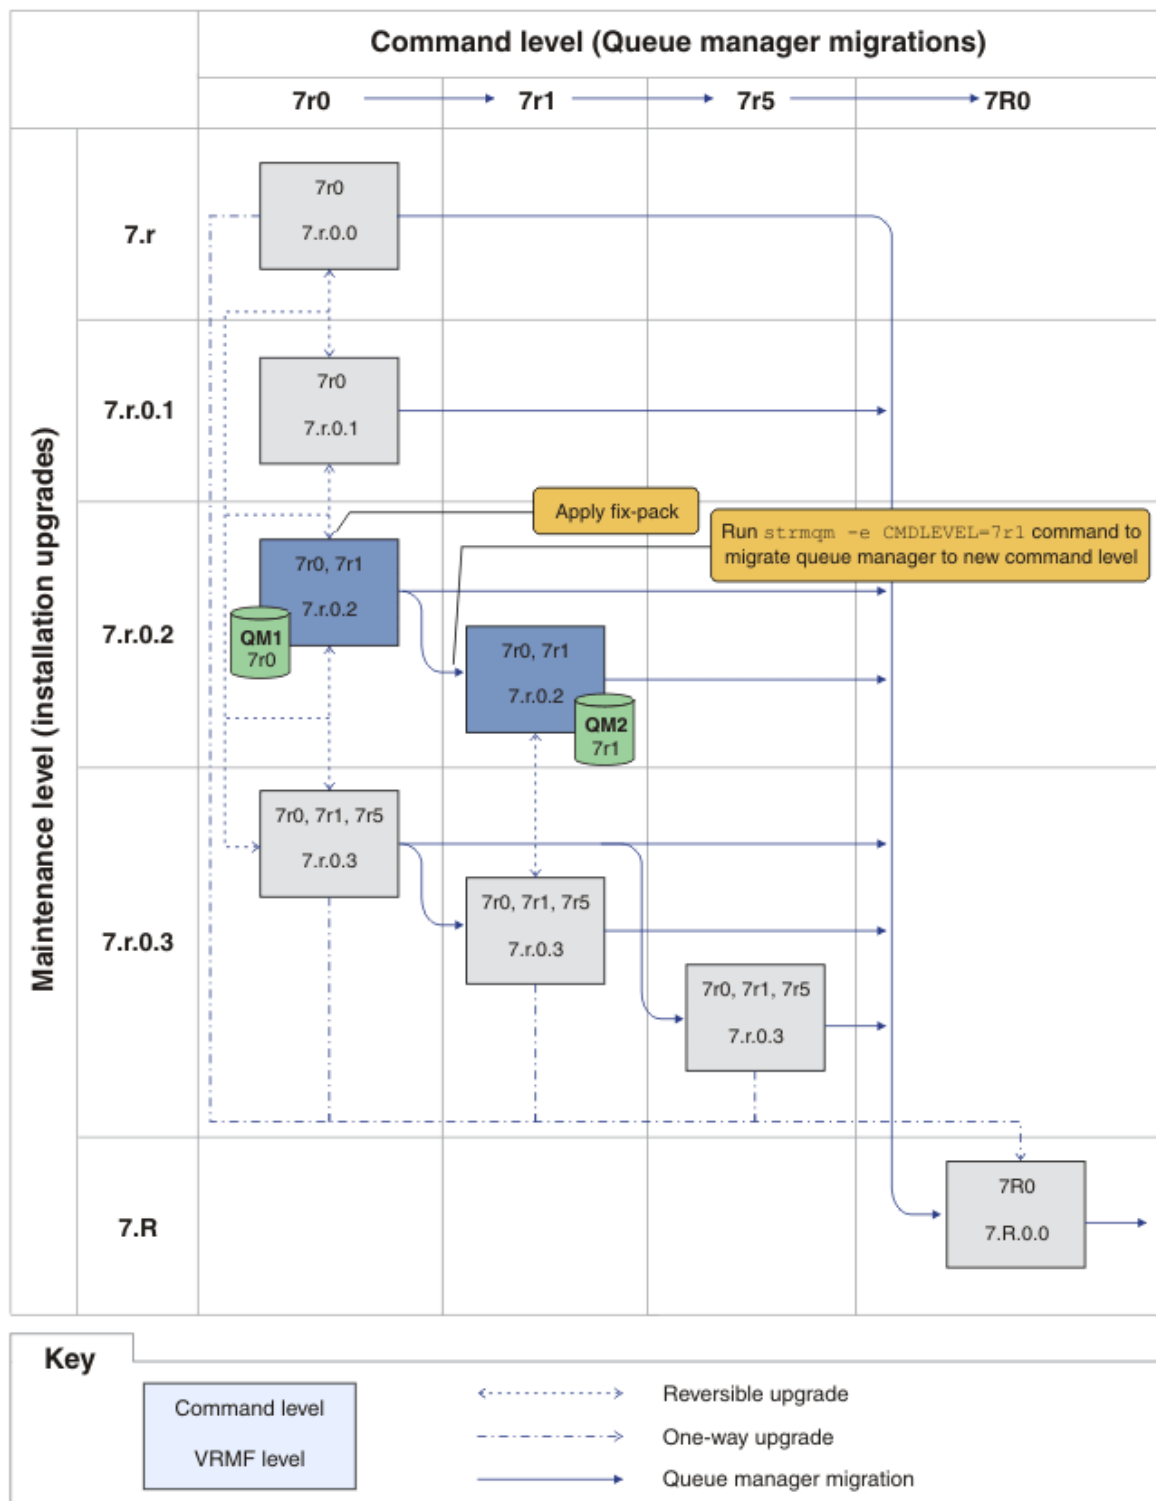 Command level (Queue manager migrations)
7r0
7r1
7r5
7R0
Maintenance level (installation upgrades)
7.r
7r0
7.r.0.0
7.r.0.1
7r0
7.r.0.1
Apply fix-pack
Run strmqm -e CMDLEVEL=7r1 command to
migrate queue manager to new command level
7.r.0.2
7r0, 7r1
7.r.0.2
QM1
7r0
7r0, 7r1
7.r.0.2
QM2
7r1
7.r.0.3
7r0, 7r1, 7r5
7.r.0.3
7r0, 7r1, 7r5
7.r.0.3
7r0, 7r1, 7r5
7.r.0.3
7.R
7R0
7.R.0.0
Key
Command level
VRMF level
Reversible upgrade
One-way upgrade
Queue manager migration